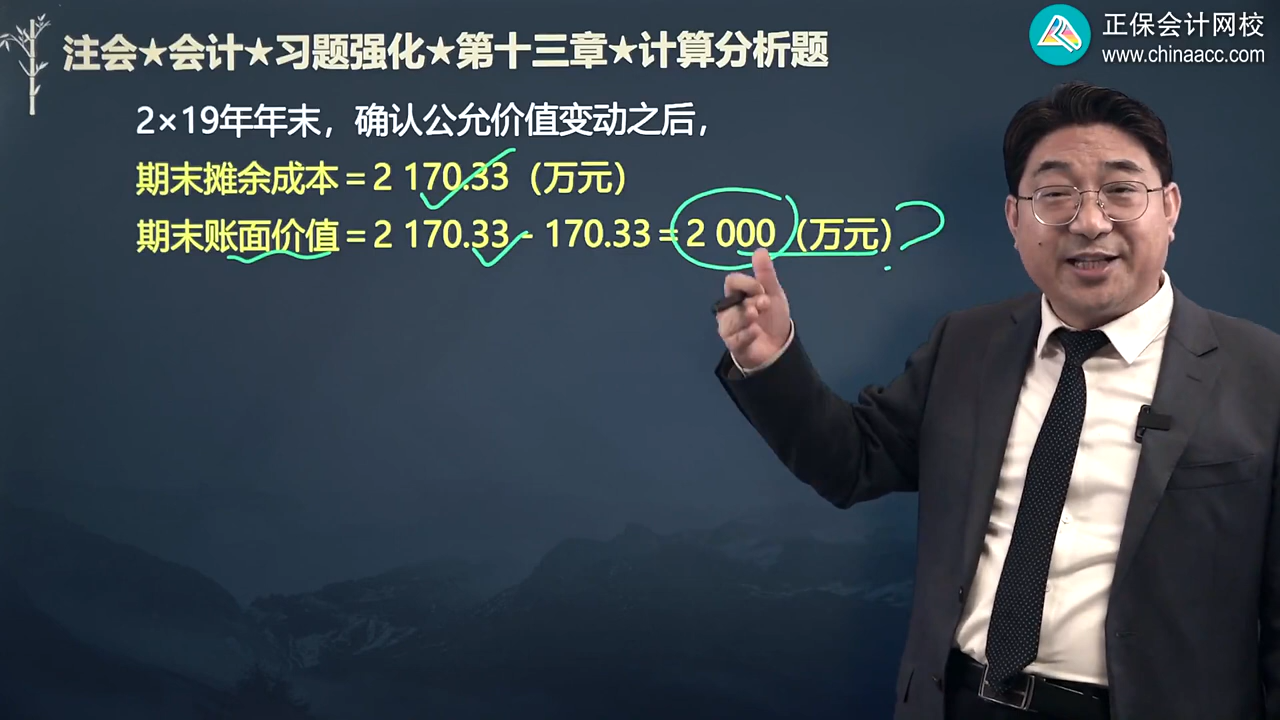 正保会计网校
www.chinaacc.com
注会★会计★习题强化★第十三章★计算分析题
2×19年年末，确认公允价值变动之后，
期末摊余成本＝2 170.33（万元）
期末账面价值＝2 170.33－170.33＝2 000（万元）
?